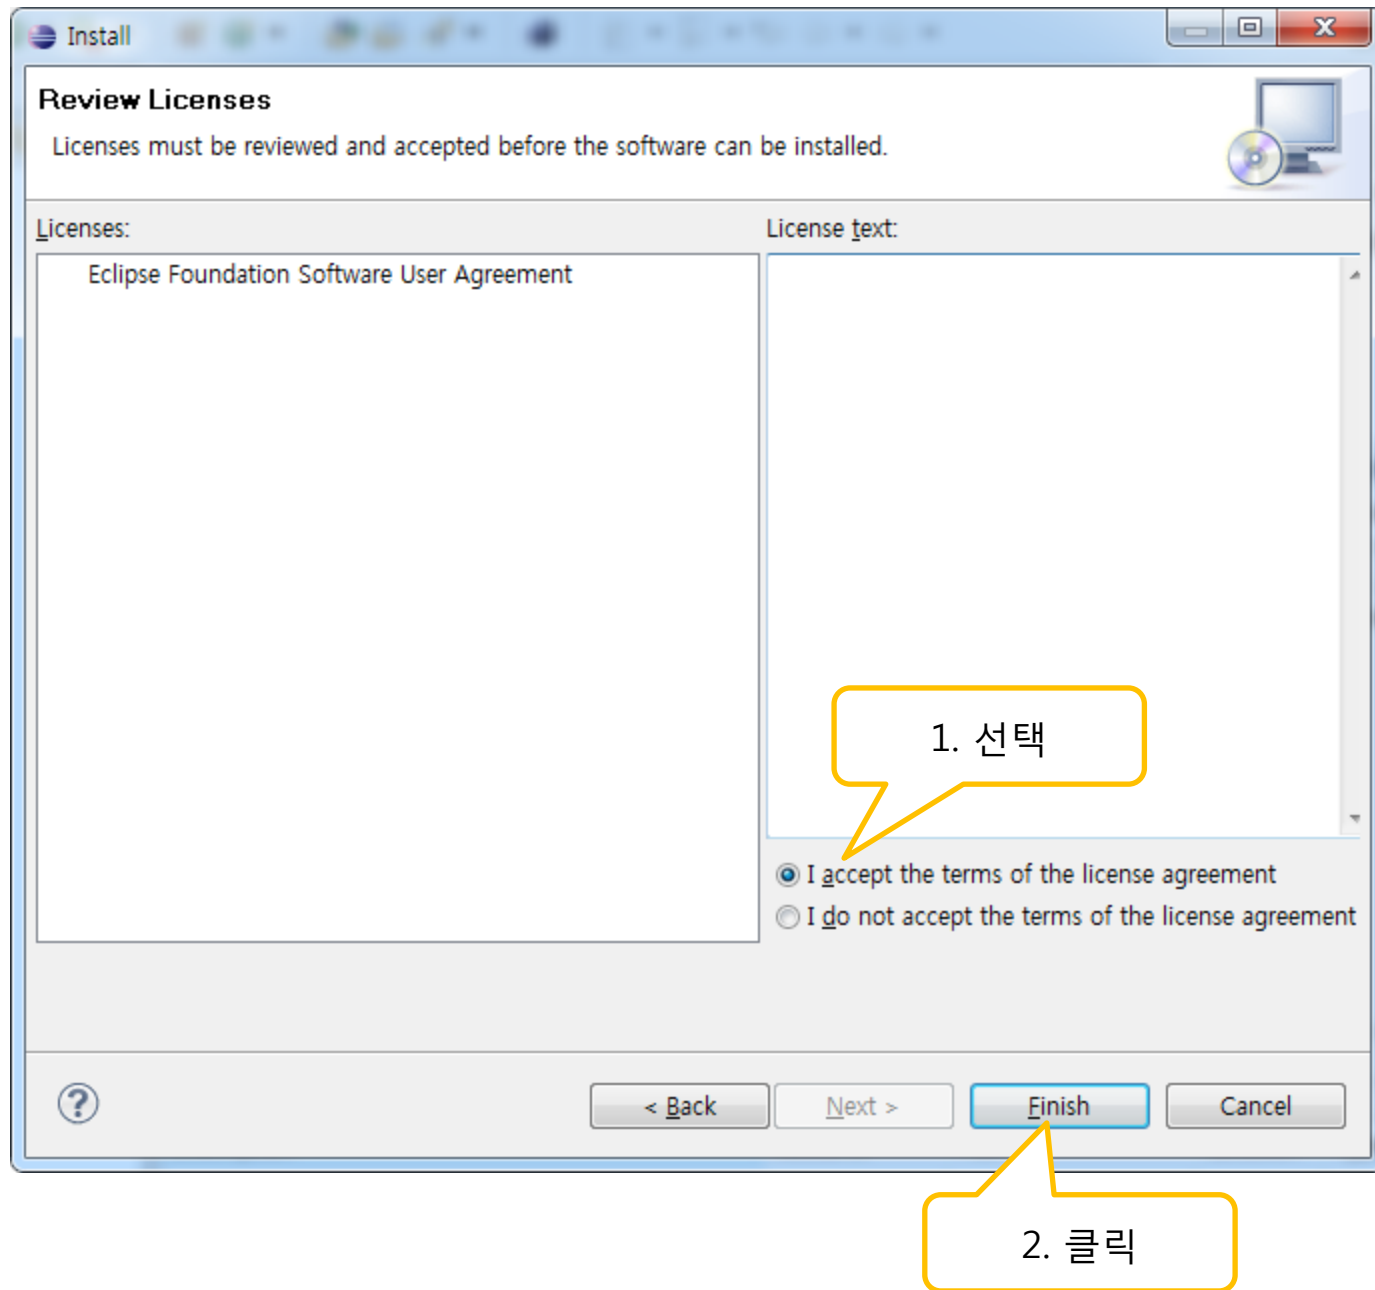 Install
Review Licenses
Licenses must be reviewed and accepted before the software can be installed.
Licenses:
License text:
Eclipse Foundation Software User Agreement
1. 선택
I accept the terms of the license agreement
I do not accept the terms of the license agreement
?
< Back
Next >
Finish
Cancel
2. 클릭